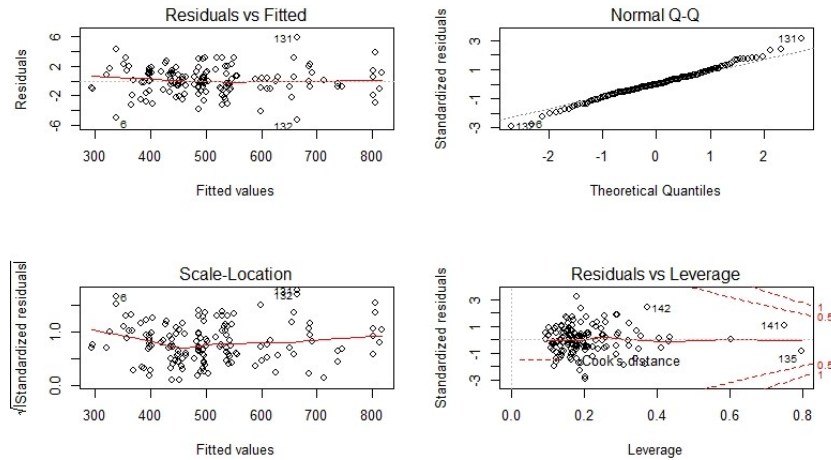 Residuals vs Fitted
Residuals
6
2
-2
-6
131
6
132
300 400 500 600 700 800
Fitted values
Normal Q-Q
Standardized residuals
3
1
-1
-3
131
132
6
-2 -1 0 1 2
Theoretical Quantiles
Scale-Location
√|Standardized residuals|
1.0
0.0
6
131
132
300 400 500 600 700 800
Fitted values
Residuals vs Leverage
Standardized residuals
3
1
-1
-3
142
141
135
Cook's distance
1
0.5
0.5
1
0.0 0.2 0.4 0.6 0.8
Leverage